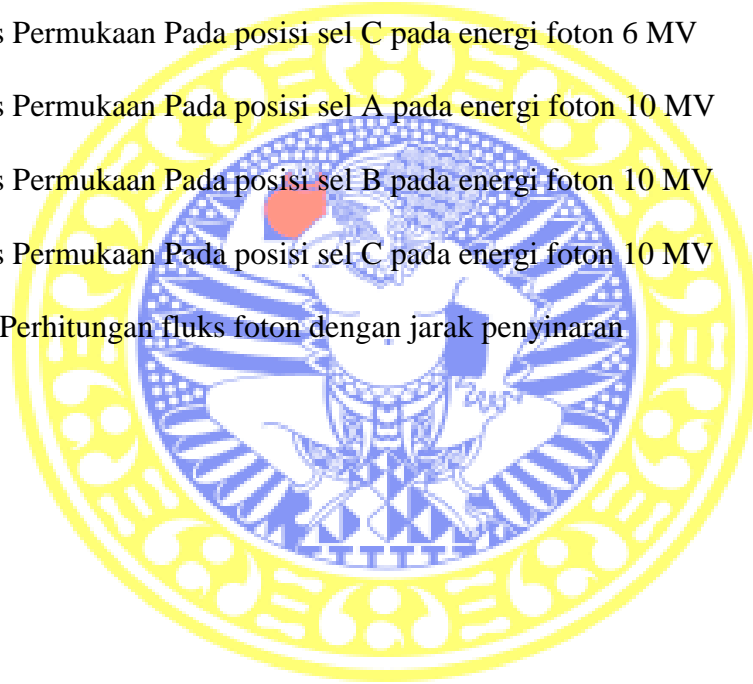 s Permukaan Pada posisi sel C pada energi foton 6 MV
s Permukaan Pada posisi sel A pada energi foton 10 MV
s Permukaan Pada posisi sel B pada energi foton 10 MV
s Permukaan Pada posisi sel C pada energi foton 10 MV
Perhitungan fluks foton dengan jarak penyinaran